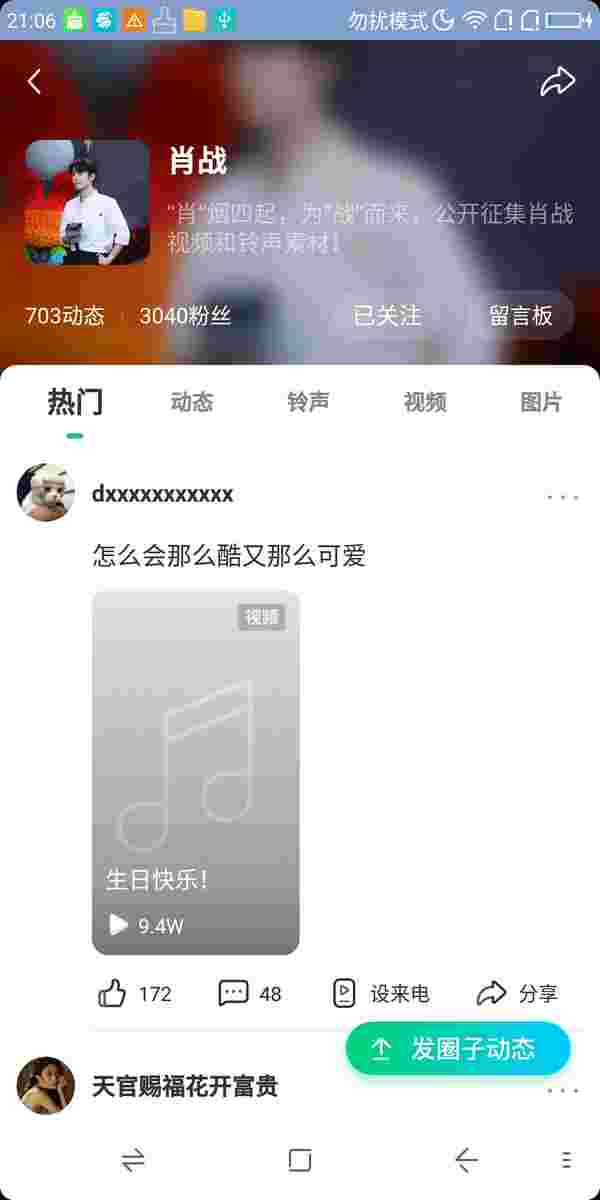 21:06 勿扰模式
肖战
"肖"烟四起，为"战"而来，公开征集肖战
视频和铃声素材！
703动态 3040粉丝 已关注 留言板
热门 动态 铃声 视频 图片
dxxxxxxxxxxx
怎么会那么酷又那么可爱
视频
生日快乐！
9.4W
172 48 设来电 分享
发圈子动态
天官赐福花开富贵